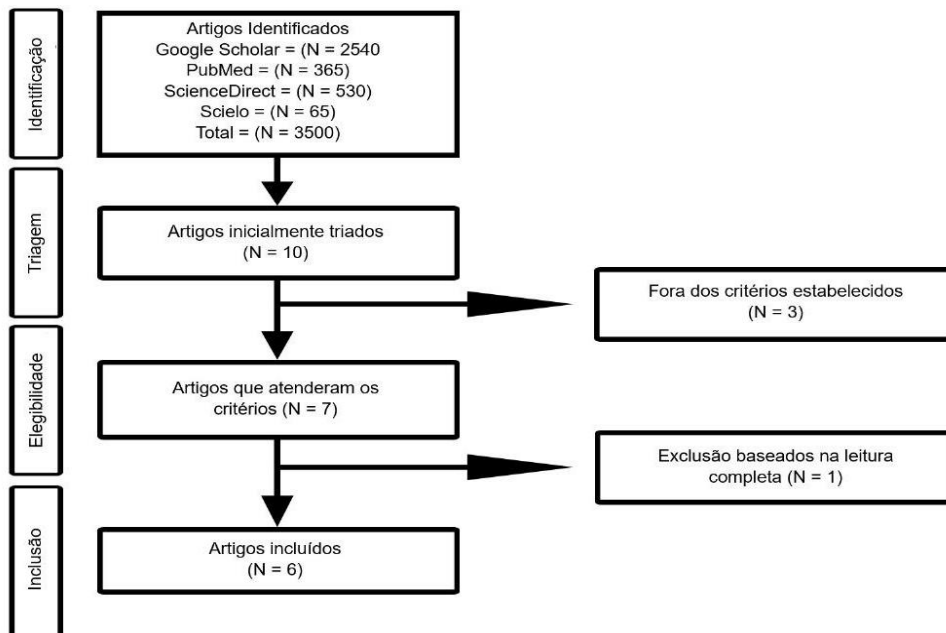 Identificação
Artigos Identificados
Google Scholar = (N = 2540
PubMed = (N = 365)
ScienceDirect = (N = 530)
Scielo = (N = 65)
Total = (N = 3500)
Triagem
Artigos inicialmente triados
(N = 10)
Fora dos critérios estabelecidos
(N = 3)
Elegibilidade
Artigos que atenderam os
critérios (N = 7)
Exclusão baseados na leitura
completa (N = 1)
Inclusão
Artigos incluídos
(N = 6)